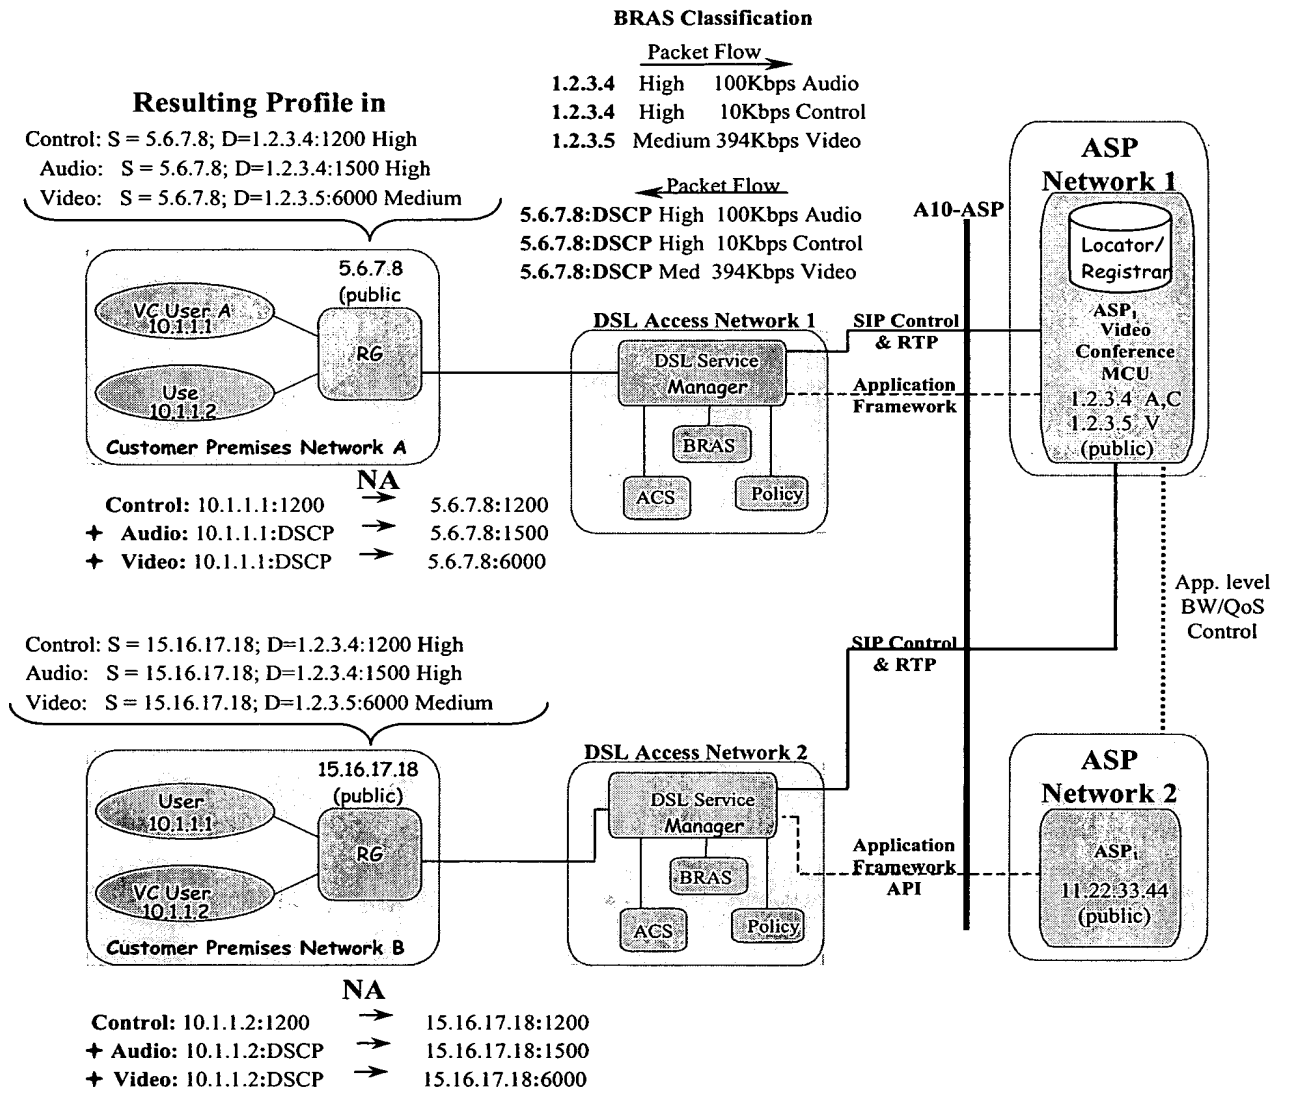 BRAS Classification
Packet Flow
1.2.3.4 High 100Kbps Audio
1.2.3.4 High 10Kbps Control
1.2.3.5 Medium 394Kbps Video
Packet Flow
5.6.7.8:DSCP High 100Kbps Audio
5.6.7.8:DSCP High 10Kbps Control
5.6.7.8:DSCP Med 394Kbps Video
Resulting Profile in
Control: S = 5.6.7.8; D=1.2.3.4:1200 High
Audio: S = 5.6.7.8; D=1.2.3.4:1500 High
Video: S = 5.6.7.8; D=1.2.3.5:6000 Medium
5.6.7.8
(public
VC User A
10.1.1.1
RG
Use
10.1.1.2
Customer Premises Network A
NA
Control: 10.1.1.1:1200 5.6.7.8:1200
Audio: 10.1.1.1:DSCP 5.6.7.8:1500
Video: 10.1.1.1:DSCP 5.6.7.8:6000
DSL Access Network 1
DSL Service
Manager
BRAS
ACS
Policy
SIP Control
& RTP
Application
Framework
A10-ASP
ASP
Network 1
Locator/
Registrar
ASP1
Video
Conference
MCU
1.2.3.4 A,C
1.2.3.5 V
(public)
App. level
BW/QoS
Control
Control: S = 15.16.17.18; D=1.2.3.4:1200 High
Audio: S = 15.16.17.18; D=1.2.3.4:1500 High
Video: S = 15.16.17.18; D=1.2.3.5:6000 Medium
15.16.17.18
(public)
User
10.1.1.1
RG
VC User
10.1.1.2
Customer Premises Network B
NA
Control: 10.1.1.2:1200 15.16.17.18:1200
Audio: 10.1.1.2:DSCP 15.16.17.18:1500
Video: 10.1.1.2:DSCP 15.16.17.18:6000
DSL Access Network 2
DSL Service
Manager
BRAS
ACS
Policy
SIP Control
& RTP
Application
Framework
API
ASP
Network 2
ASP1
11.22.33.44
(public)